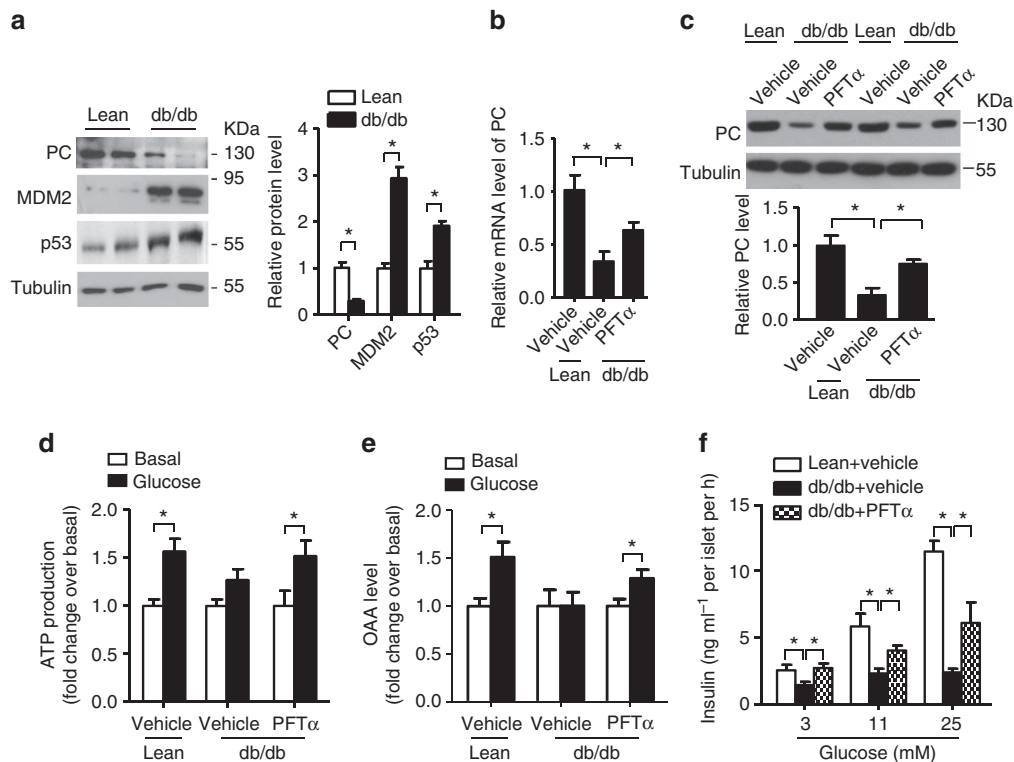 a
Lean db/db
KDa
PC - 130
- 95
MDM2
p53 - 55
Tubulin - 55
Lean
db/db
Relative protein level
4
3
2
1
0
* * *
PC MDM2 p53
b
Relative mRNA level of PC
1.5
1.0
0.5
0.0
* *
Vehicle Vehicle PFTα
Lean db/db
c
Lean db/db Lean db/db
Vehicle Vehicle PFTα Vehicle Vehicle PFTα
KDa
PC 130
Tubulin 55
Relative PC level
1.5
1.0
0.5
0.0
* *
Vehicle Vehicle PFTα
Lean db/db
d
Basal
Glucose
ATP production
(fold change over basal)
2.0
1.5
1.0
0.5
0.0
* *
Vehicle Vehicle PFTα
Lean db/db
e
Basal
Glucose
OAA level
(fold change over basal)
2.0
1.5
1.0
0.5
0.0
* *
Vehicle Vehicle PFTα
Lean db/db
f
Lean+vehicle
db/db+vehicle
db/db+PFTα
Insulin (ng ml⁻¹ per islet per h)
15
10
5
0
* * * * * *
3 11 25
Glucose (mM)